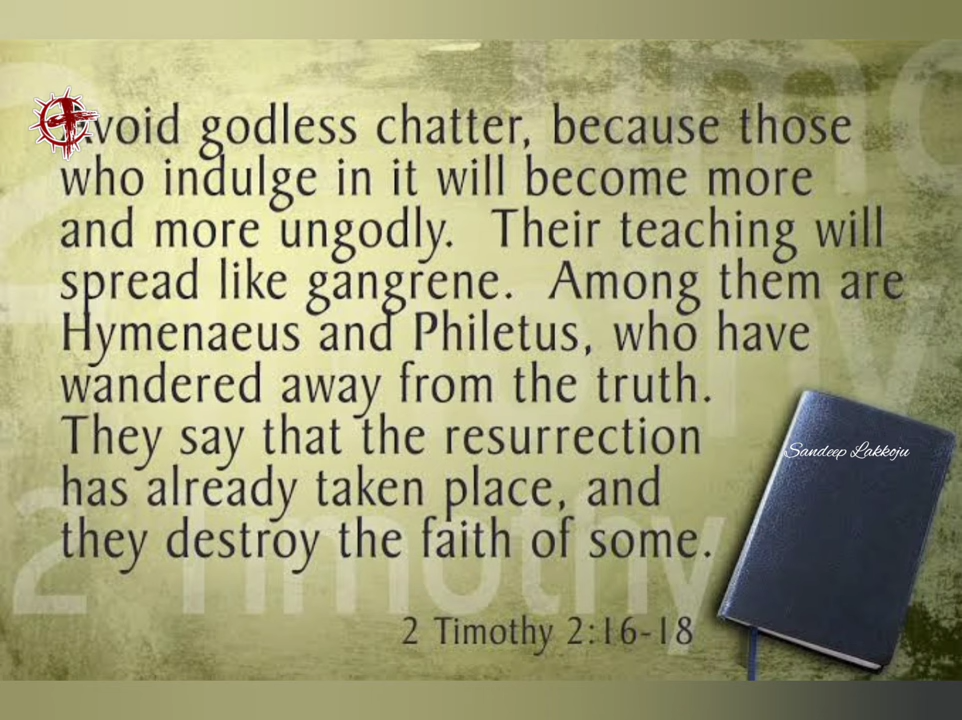 Avoid godless chatter, because those
who indulge in it will become more
and more ungodly. Their teaching will
spread like gangrene. Among them are
Hymenaeus and Philetus, who have
wandered away from the truth.
They say that the resurrection
has already taken place, and
they destroy the faith of some.
2 Timothy 2:16-18
Sandeep Lakkoju
2 Timothy